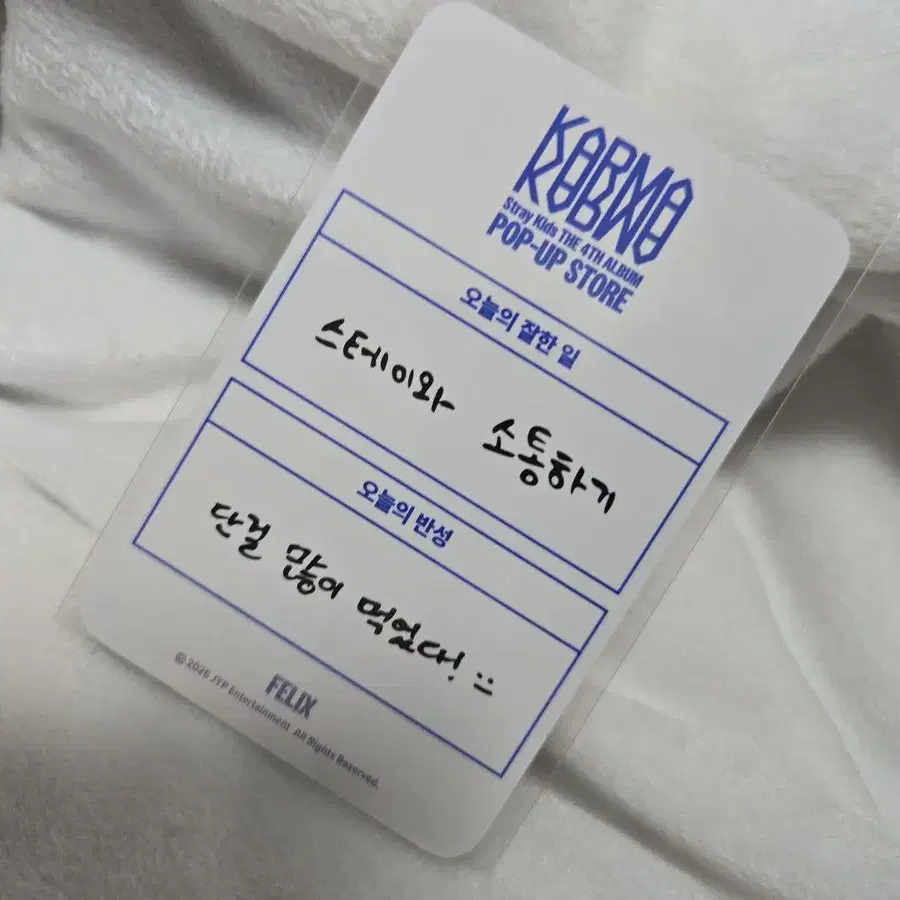 KARMA
Stray Kids THE 4TH ALBUM
POP-UP STORE
오늘의 잘한 일
스테이와 소통하기
오늘의 반성
단걸 많이 먹었다! :=
FELIX
© 2025 JYP Entertainment. All Rights Reserved.